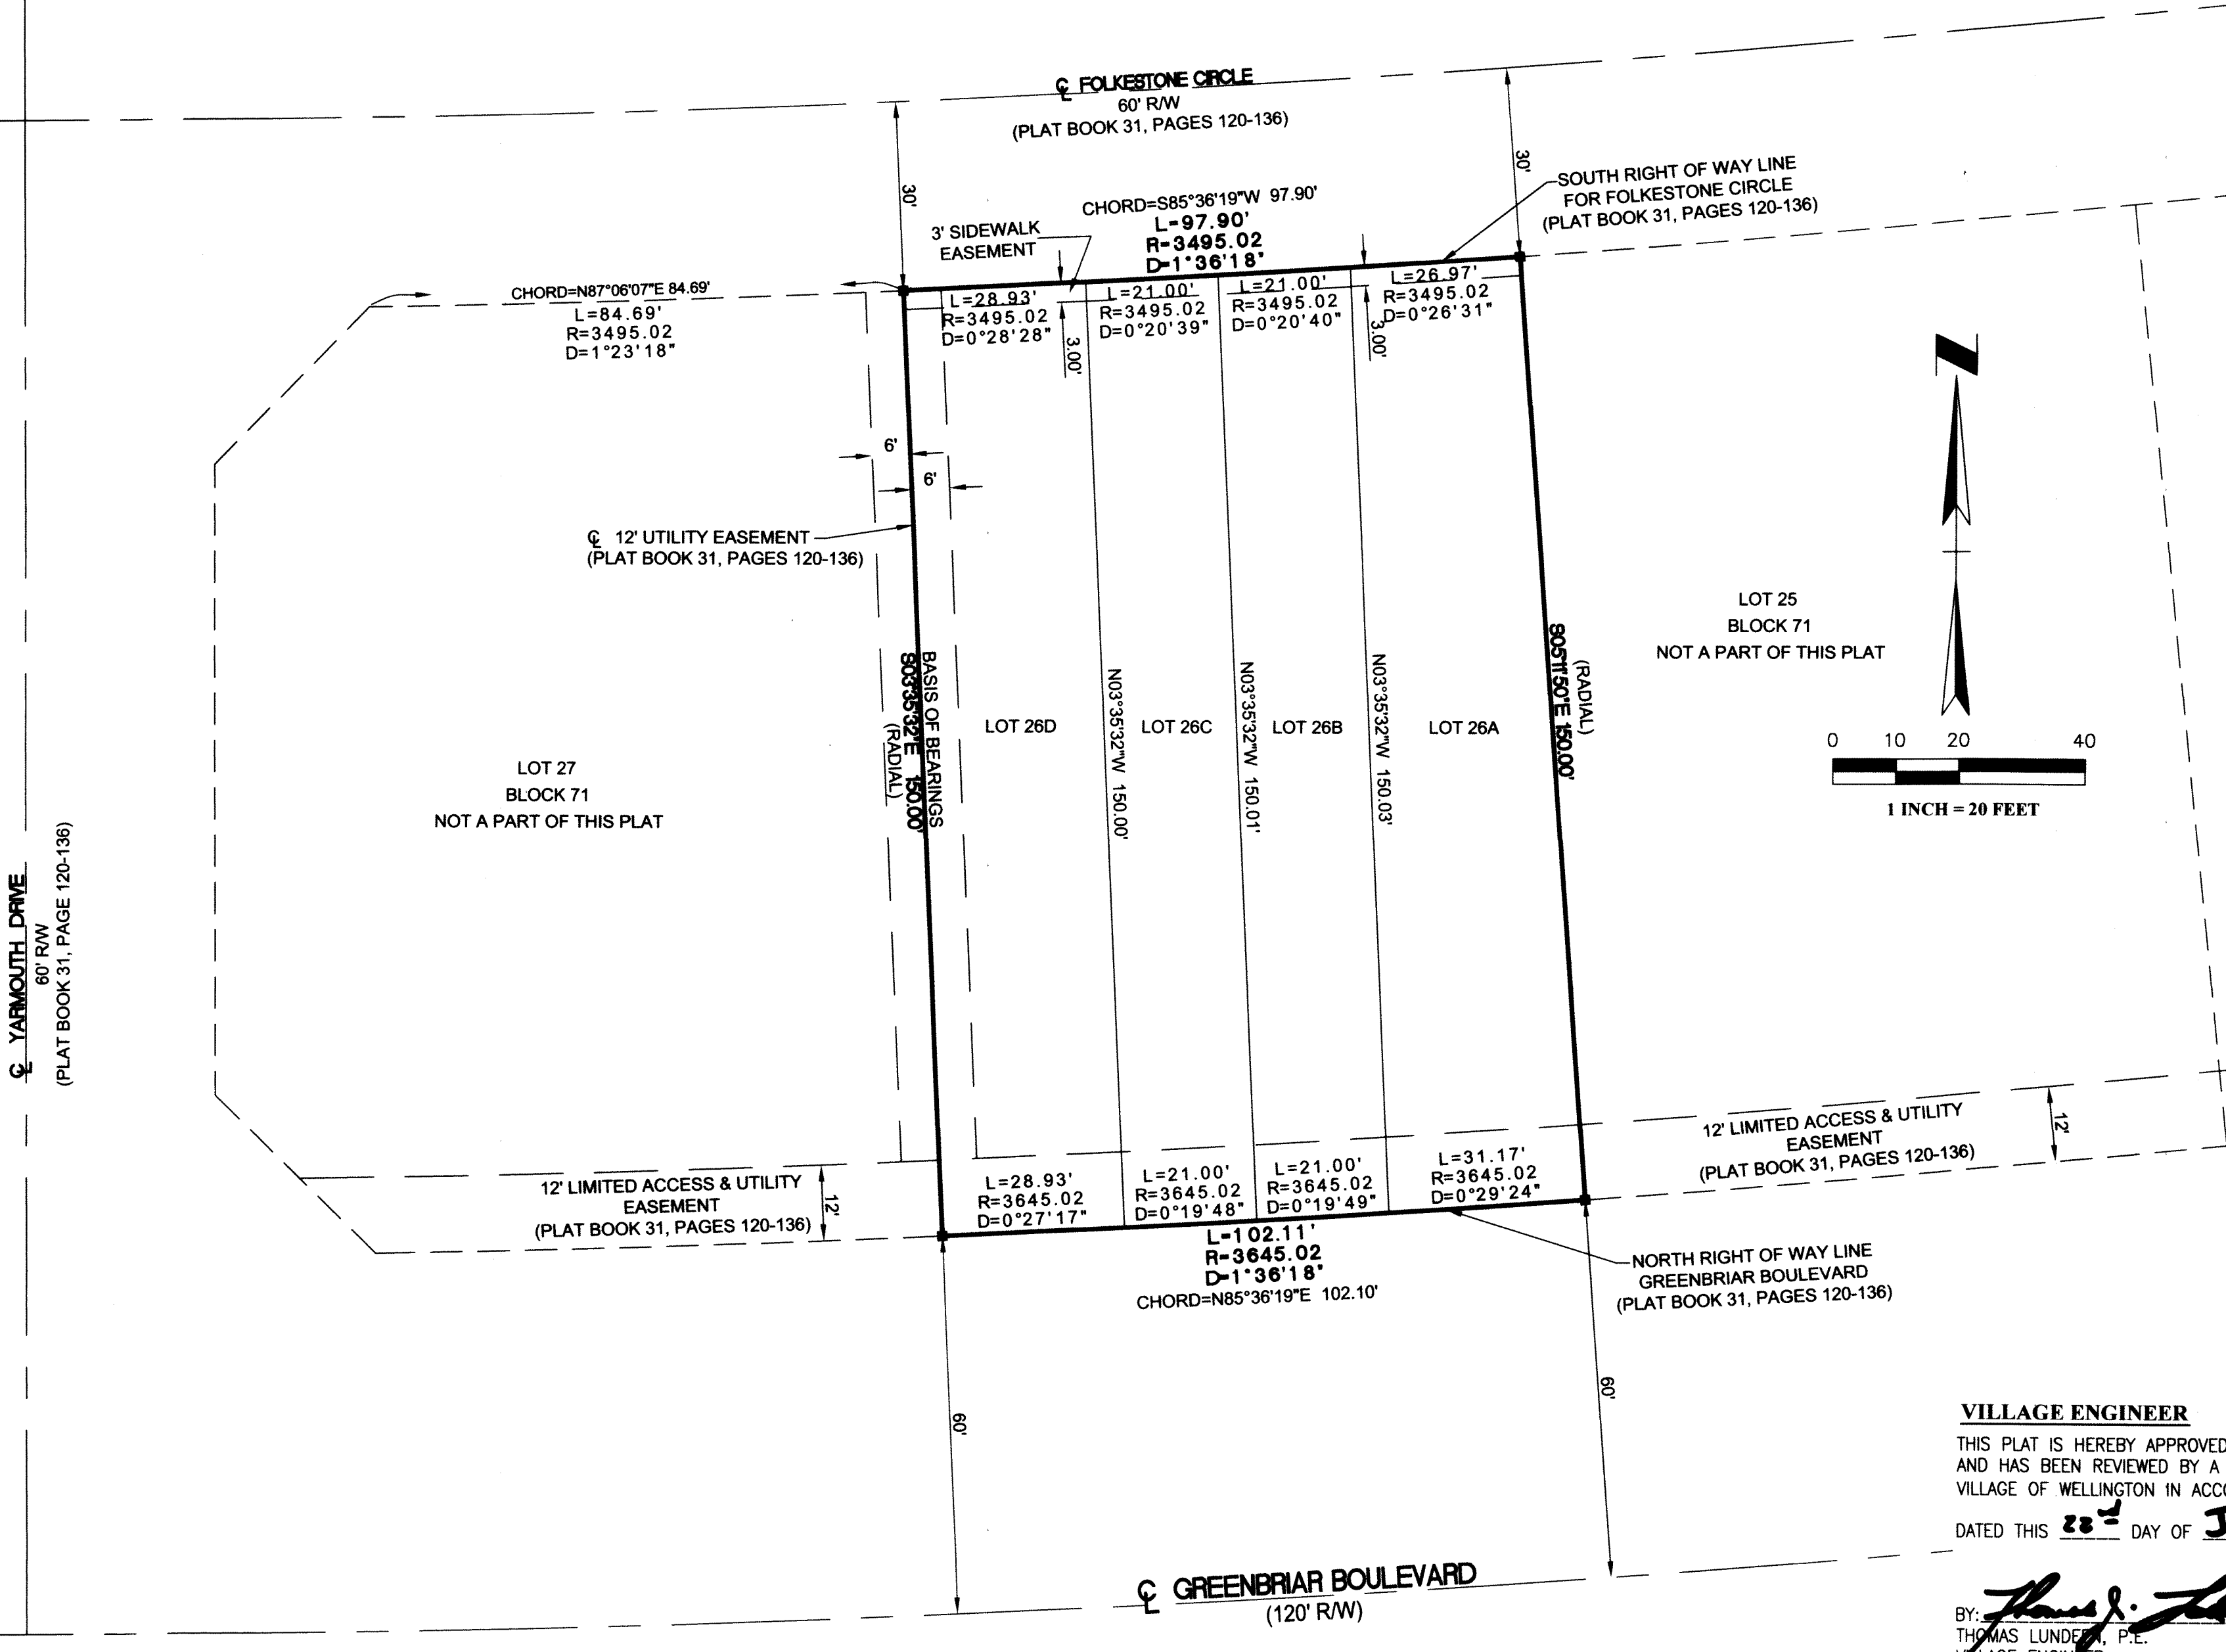 ℄ FOLKESTONE CIRCLE
60' R/W
(PLAT BOOK 31, PAGES 120-136)
30'
30'
SOUTH RIGHT OF WAY LINE
FOR FOLKESTONE CIRCLE
(PLAT BOOK 31, PAGES 120-136)
CHORD=S85°36'19"W 97.90'
L=97.90'
R=3495.02
D=1°36'18"
3' SIDEWALK
EASEMENT
CHORD=N87°06'07"E 84.69'
L=84.69'
R=3495.02
D=1°23'18"
L=28.93'
R=3495.02
D=0°28'28"
L=21.00'
R=3495.02
D=0°20'39"
L=21.00'
R=3495.02
D=0°20'40"
L=26.97'
R=3495.02
D=0°26'31"
3.00'
3.00'
6'
6'
℄ 12' UTILITY EASEMENT
(PLAT BOOK 31, PAGES 120-136)
LOT 25
BLOCK 71
NOT A PART OF THIS PLAT
N
BASIS OF BEARINGS
S03°35'32"E 150.00'
(RADIAL)
LOT 26D
N03°35'32"W 150.00'
LOT 26C
N03°35'32"W 150.01'
LOT 26B
N03°35'32"W 150.03'
LOT 26A
(RADIAL)
S05°11'50"E 150.00'
0 10 20 40
1 INCH = 20 FEET
LOT 27
BLOCK 71
NOT A PART OF THIS PLAT
℄ YARMOUTH DRIVE
60' R/W
(PLAT BOOK 31, PAGE 120-136)
12' LIMITED ACCESS & UTILITY
EASEMENT
(PLAT BOOK 31, PAGES 120-136)
12'
12' LIMITED ACCESS & UTILITY
EASEMENT
(PLAT BOOK 31, PAGES 120-136)
12'
L=28.93'
R=3645.02
D=0°27'17"
L=21.00'
R=3645.02
D=0°19'48"
L=21.00'
R=3645.02
D=0°19'49"
L=31.17'
R=3645.02
D=0°29'24"
L=102.11'
R=3645.02
D=1°36'18"
CHORD=N85°36'19"E 102.10'
NORTH RIGHT OF WAY LINE
GREENBRIAR BOULEVARD
(PLAT BOOK 31, PAGES 120-136)
60'
60'
℄ GREENBRIAR BOULEVARD
(120' R/W)
VILLAGE ENGINEER
THIS PLAT IS HEREBY APPROVED
AND HAS BEEN REVIEWED BY A
VILLAGE OF WELLINGTON IN ACCO
DATED THIS 22nd DAY OF J
BY: Thomas J.
THOMAS LUNDEEN, P.E.
VILLAGE ENGINEER